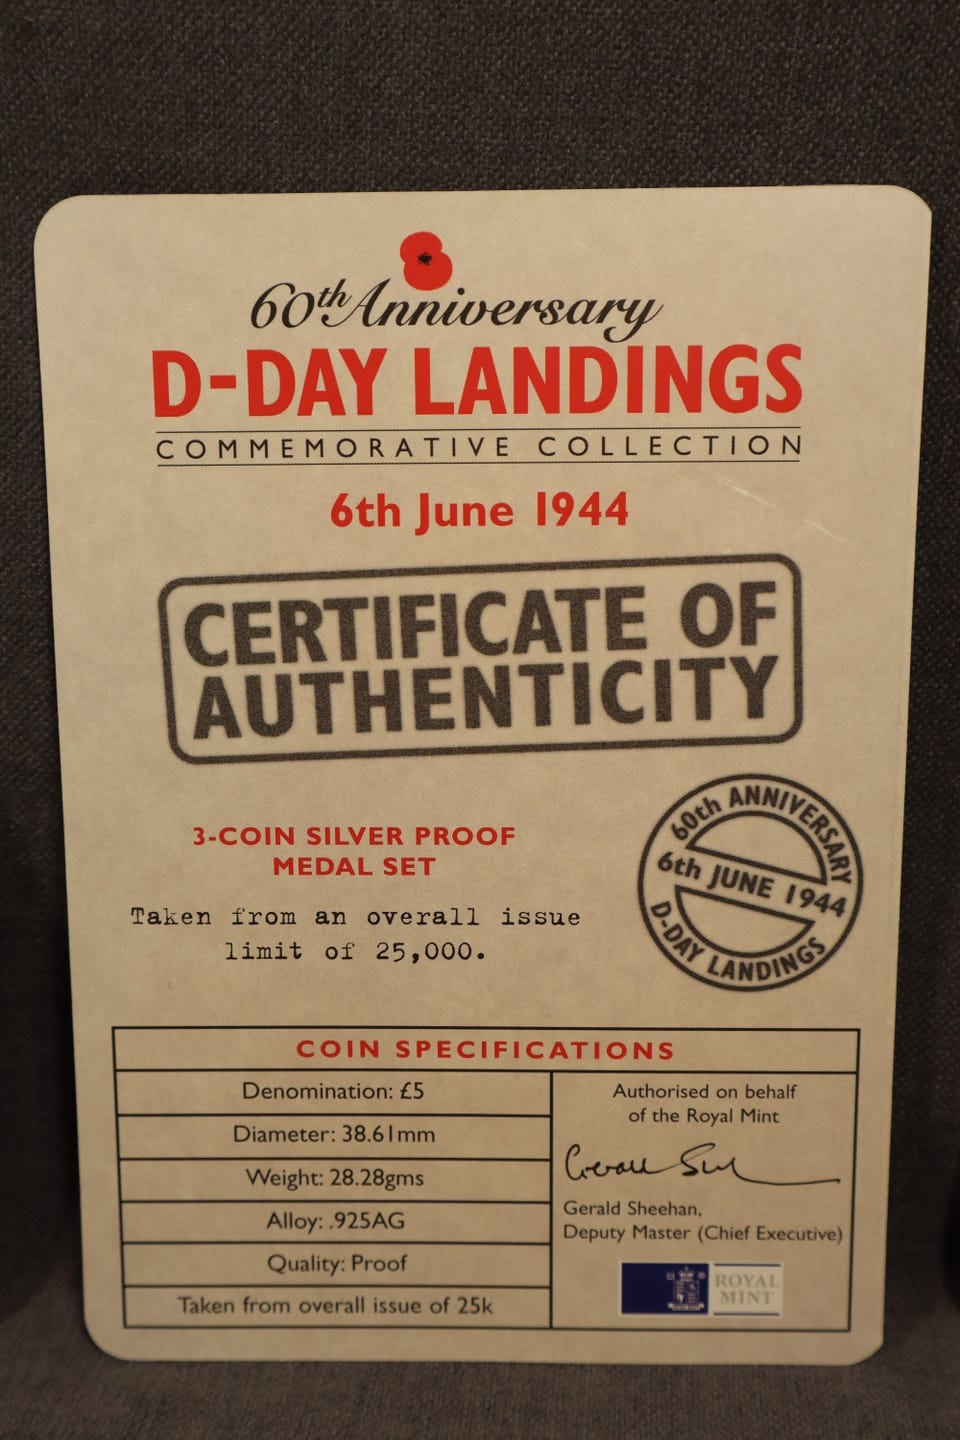 60th Anniversary
D-DAY LANDINGS
COMMEMORATIVE COLLECTION
6th June 1944
CERTIFICATE OF
AUTHENTICITY
3-COIN SILVER PROOF
MEDAL SET
Taken from an overall issue
limit of 25,000.
60th ANNIVERSARY
6th JUNE 1944
D-DAY LANDINGS
COIN SPECIFICATIONS
Denomination: £5
Diameter: 38.61mm
Weight: 28.28gms
Alloy: .925AG
Quality: Proof
Taken from overall issue of 25k
Authorised on behalf
of the Royal Mint
Gerald Sheehan,
Deputy Master (Chief Executive)
ROYAL
MINT